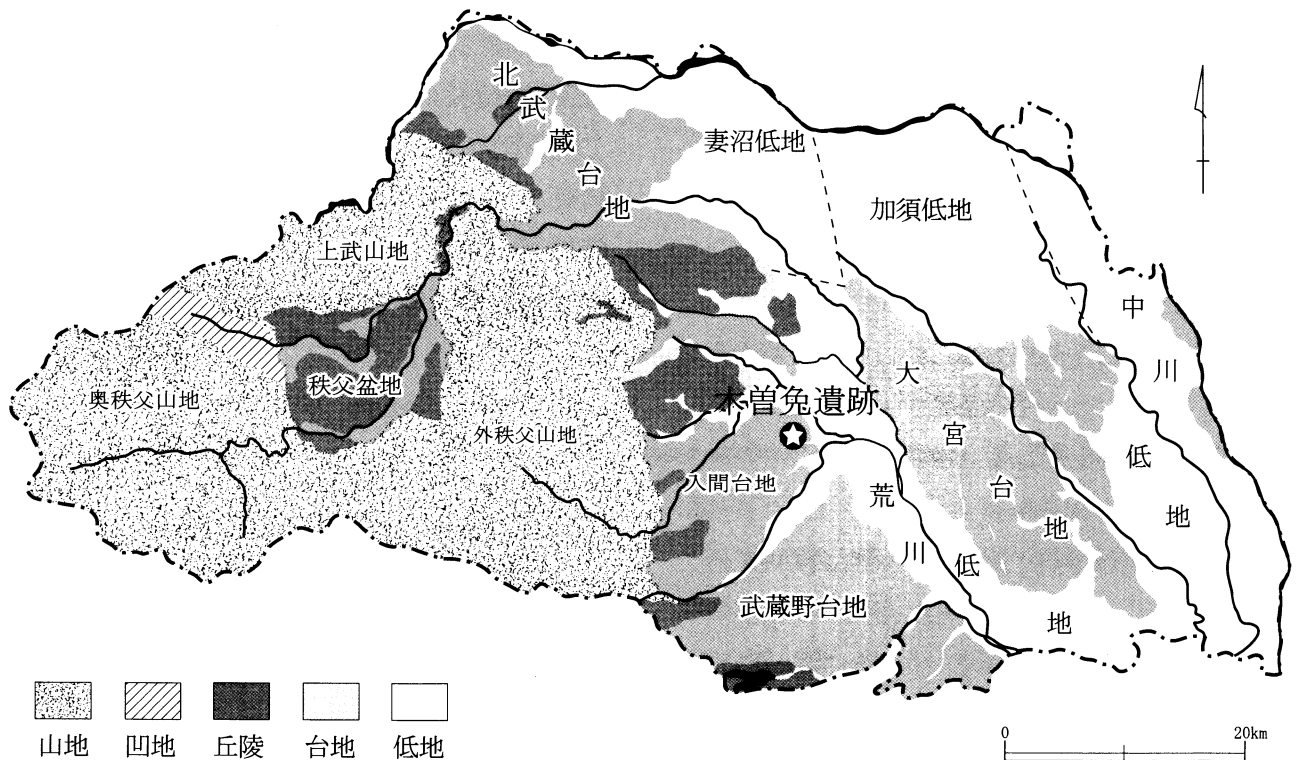 北武蔵台地
妻沼低地
加須低地
上武山地
中川低地
秩父盆地
奥秩父山地
大宮台地
木曽免遺跡
外秩父山地
入間台地
荒川低地
武蔵野台地
山地 凹地 丘陵 台地 低地
0 20km